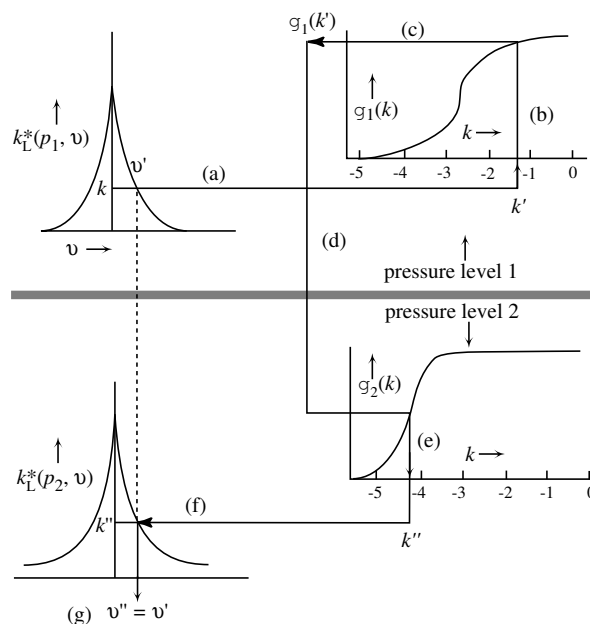 g₁(k')
(c)
k*L(p₁, υ)
g₁(k)
(b)
k
υ'
(a)
k
-5 -4 -3 -2 -1 0
k'
υ
(d)
pressure level 1
pressure level 2
g₂(k)
k*L(p₂, υ)
(e)
k
-5 -4 -3 -2 -1 0
(f)
k''
k''
(g) υ'' = υ'